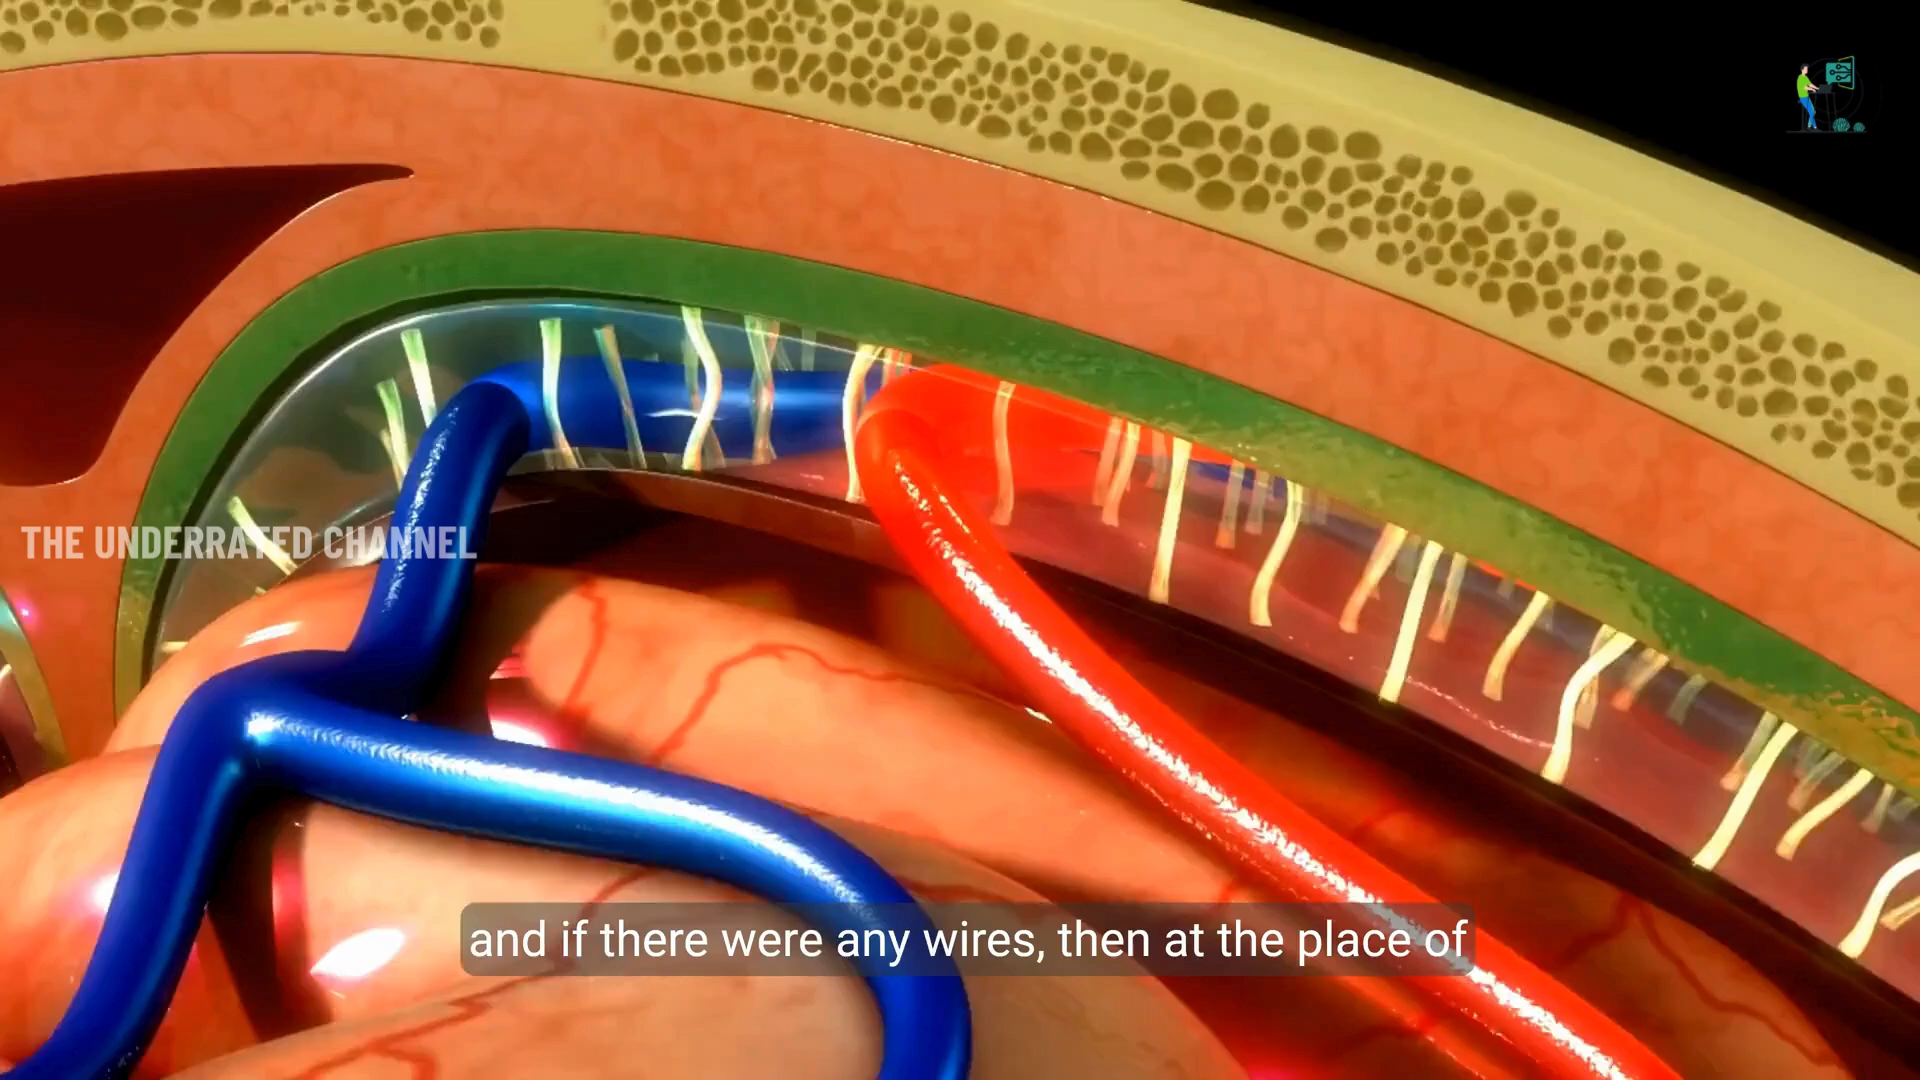 THE UNDERRATED CHANNEL
and if there were any wires, then at the place of